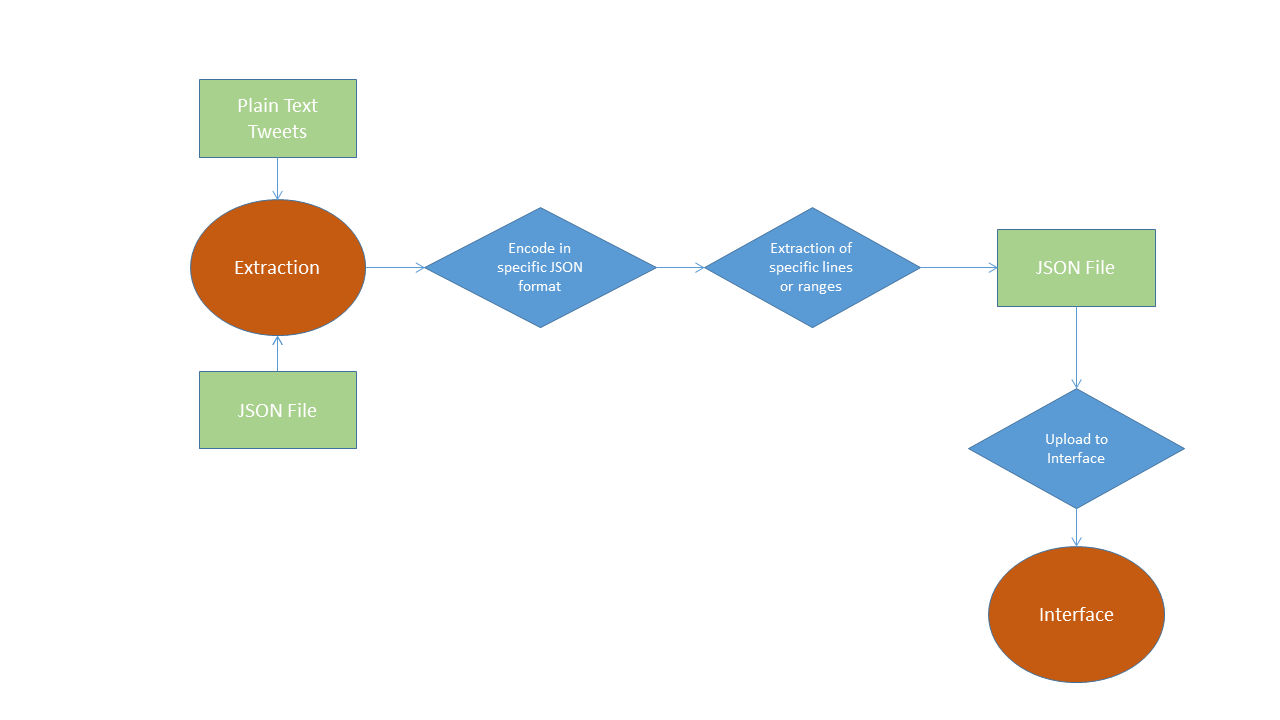 Plain Text
Tweets
Extraction
JSON File
Encode in
specific JSON
format
Extraction of
specific lines
or ranges
JSON File
Upload to
Interface
Interface